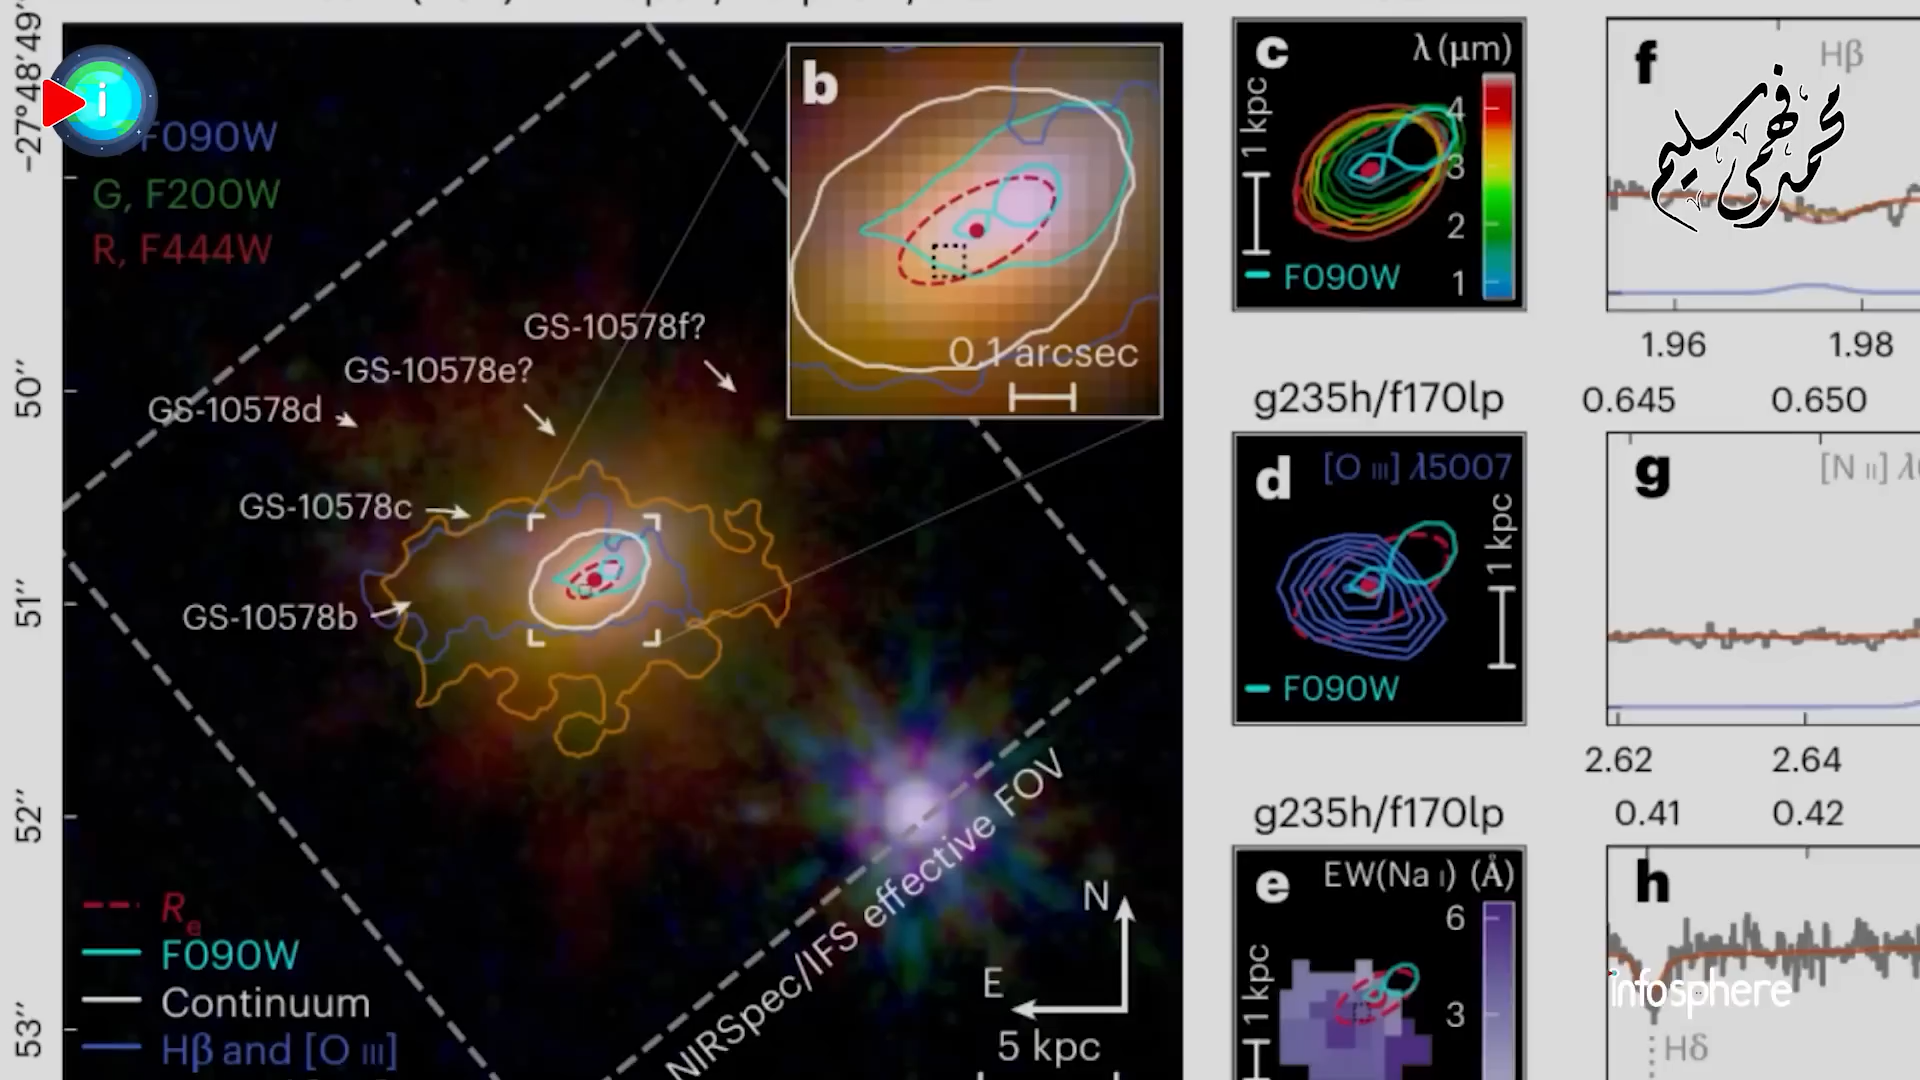 −27°48′49″
50″
51″
52″
53″
i
F090W
G, F200W
R, F444W
GS-10578f?
GS-10578e?
GS-10578d
GS-10578c
GS-10578b
b
0.1 arcsec
NIRSpec/IFS effective FOV
N
E
5 kpc
Re
F090W
Continuum
Hβ and [O III]
c
λ (μm)
1 kpc
4
3
2
1
F090W
g235h/f170lp
d
[O III] λ5007
1 kpc
F090W
g235h/f170lp
e
EW(Na I) (Å)
1 kpc
6
3
f
Hβ
محمد فهمي سليم
1.96 1.98
0.645 0.650
g
[N II]
2.62 2.64
0.41 0.42
h
infosphere
Hδ